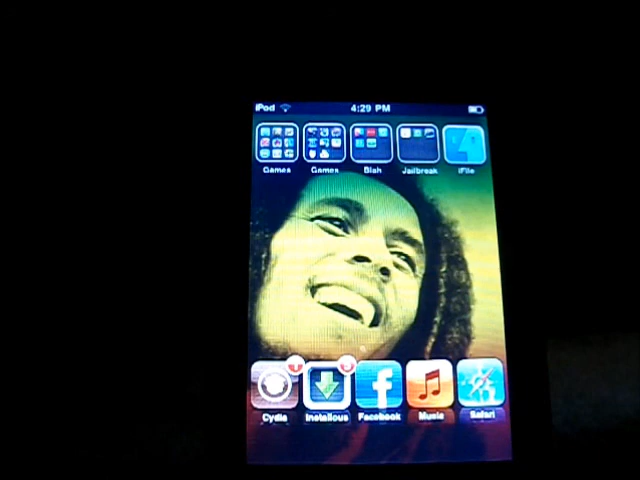 iPod 4:29 PM
Games Games Blah Jailbreak iFile
Cydia Installous Facebook Music Safari